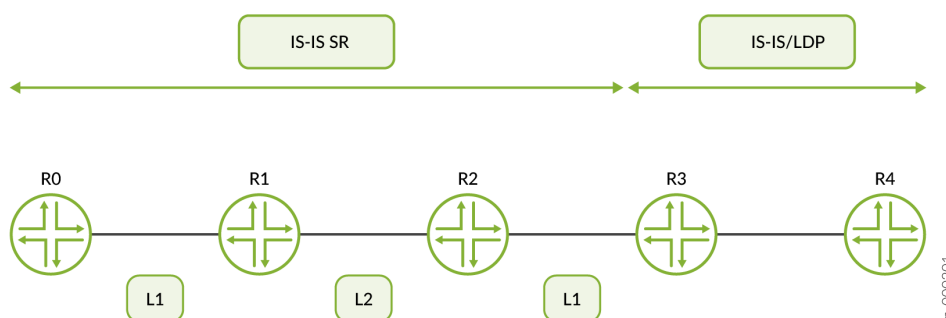 IS-IS SR
IS-IS/LDP
R0
R1
R2
R3
R4
L1
L2
L1